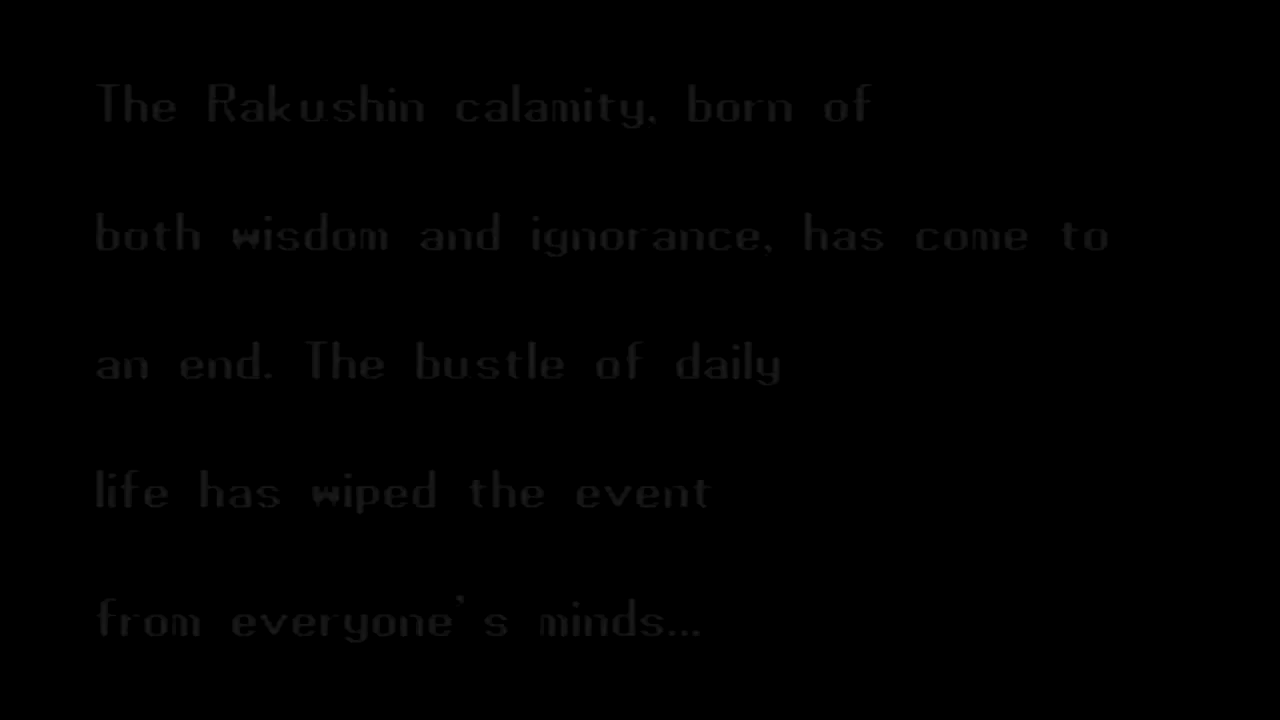 The Rakushin calamity, born of
both wisdom and ignorance, has come to
an end. The bustle of daily
life has wiped the event
from everyone's minds...